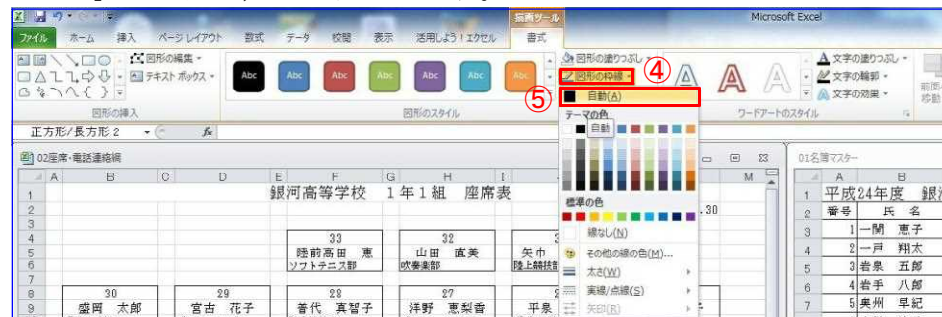 描画ツール
Microsoft Excel
ファイル ホーム 挿入 ページ レイアウト 数式 データ 校閲 表示 活用しよう!エクセル 書式
図形の編集
テキスト ボックス
図形の挿入
Abc Abc Abc Abc Abc Abc
図形のスタイル
図形の塗りつぶし
図形の枠線 ④
⑤ 自動(A)
テーマの色
自動
標準の色
線なし(N)
その他の線の色(M)...
太さ(W)
実線/点線(S)
矢印(R)
A A A
文字の塗りつぶし
文字の輪郭
文字の効果
ワードアートのスタイル
正方形/長方形 2 fx
02座席・電話連絡網
A B C D E F G H I M
1 銀河高等学校 1年1組 座席表
2 .30
3
4 33 32
5 陸前高田 恵 山田 直美 矢巾
6 ソフトテニス部 吹奏楽部 陸上競技部
7
8 30 29 28 27
9 盛岡 太郎 宮古 花子 普代 真智子 洋野 恵梨香 平泉
01名簿マスター
A B
1 平成24年度 銀
2 番号 氏 名
3 1 一関 恵子
4 2 一戸 翔太
5 3 岩泉 五郎
6 4 岩手 八郎
7 5 奥州 早紀